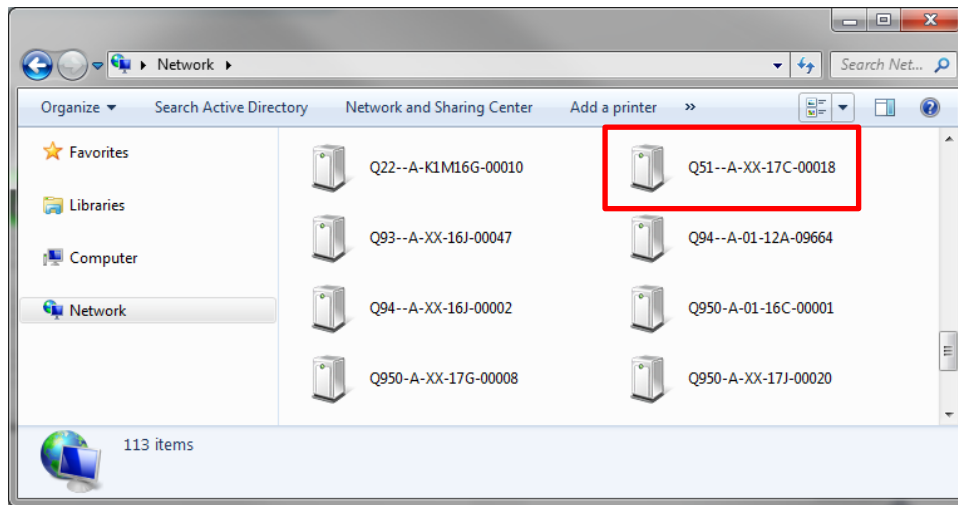 Network
Search Net...
Organize Search Active Directory Network and Sharing Center Add a printer »
Favorites
Libraries
Computer
Network
Q22--A-K1M16G-00010 Q51--A-XX-17C-00018
Q93--A-XX-16J-00047 Q94--A-01-12A-09664
Q94--A-XX-16J-00002 Q950-A-01-16C-00001
Q950-A-XX-17G-00008 Q950-A-XX-17J-00020
113 items